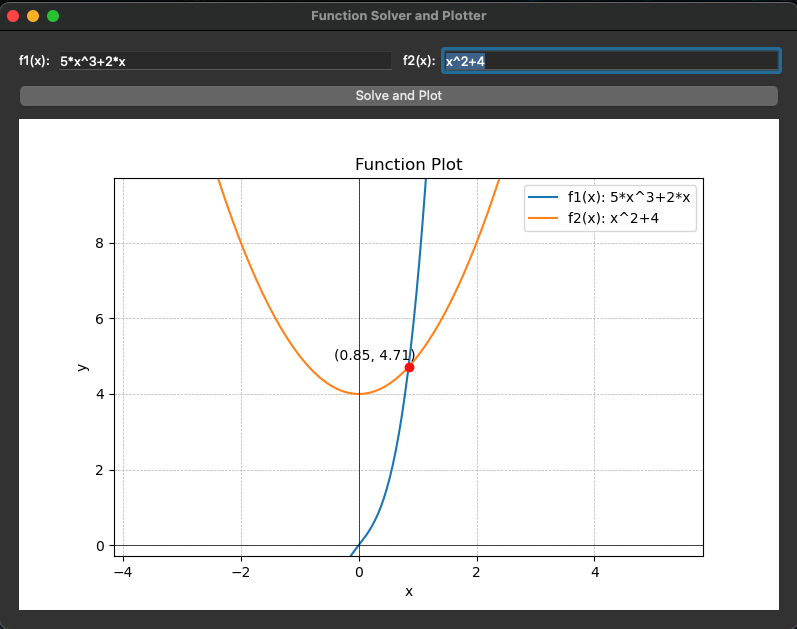 Function Solver and Plotter
f1(x): 5*x^3+2*x f2(x): x^2+4
Solve and Plot
Function Plot
f1(x): 5*x^3+2*x
f2(x): x^2+4
8
6
(0.85, 4.71)
y
4
2
0
−4 −2 0 2 4
x